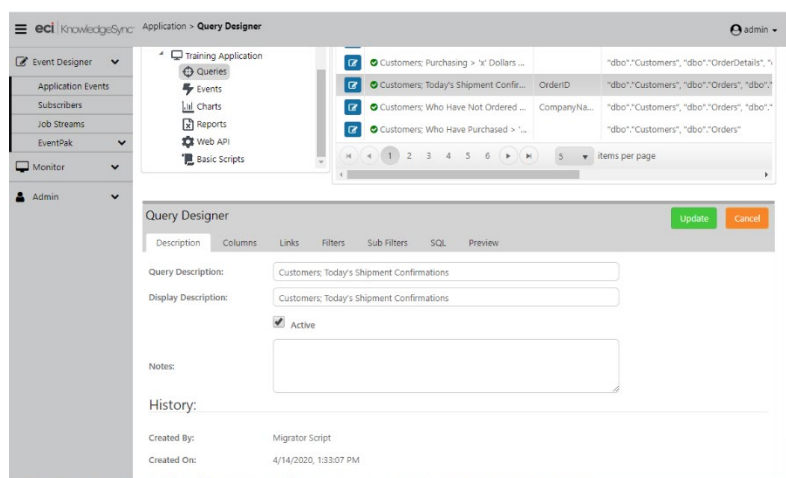 eci KnowledgeSync
Application > Query Designer
admin
Event Designer
Application Events
Subscribers
Job Streams
EventPak
Monitor
Admin
Training Application
Queries
Events
Charts
Reports
Web API
Basic Scripts
Customers; Purchasing > 'x' Dollars ... "dbo"."Customers", "dbo"."OrderDetails",
Customers; Today's Shipment Confir... OrderID "dbo"."Customers", "dbo"."Orders", "dbo"."
Customers; Who Have Not Ordered ... CompanyNa... "dbo"."Customers", "dbo"."Orders", "dbo"."
Customers; Who Have Purchased > '... "dbo"."Customers", "dbo"."Orders"
1 2 3 4 5 6 5 items per page
Query Designer
Update Cancel
Description Columns Links Filters Sub Filters SQL Preview
Query Description: Customers; Today's Shipment Confirmations
Display Description: Customers; Today's Shipment Confirmations
Active
Notes:
History:
Created By: Migrator Script
Created On: 4/14/2020, 1:33:07 PM